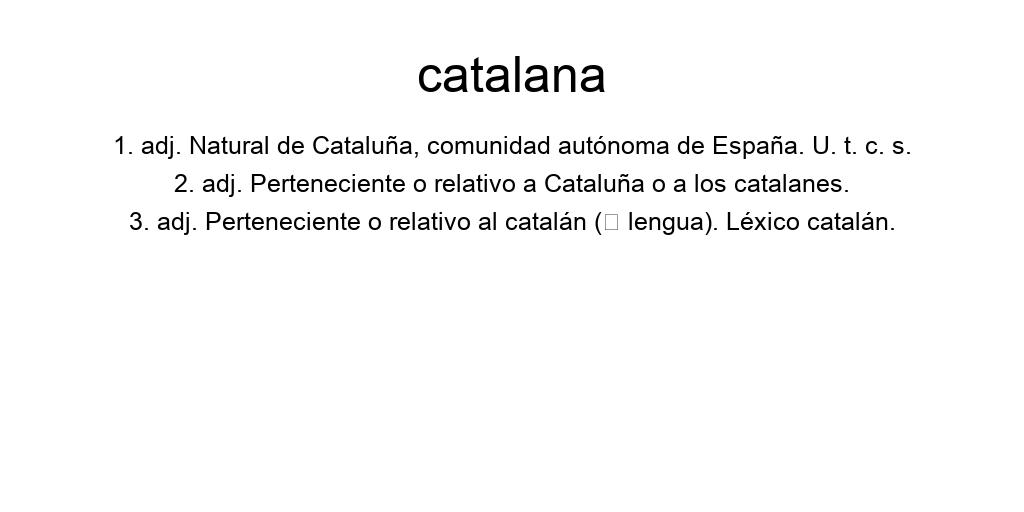 catalana
1. adj. Natural de Cataluña, comunidad autónoma de España. U. t. c. s.
2. adj. Perteneciente o relativo a Cataluña o a los catalanes.
3. adj. Perteneciente o relativo al catalán (□ lengua). Léxico catalán.